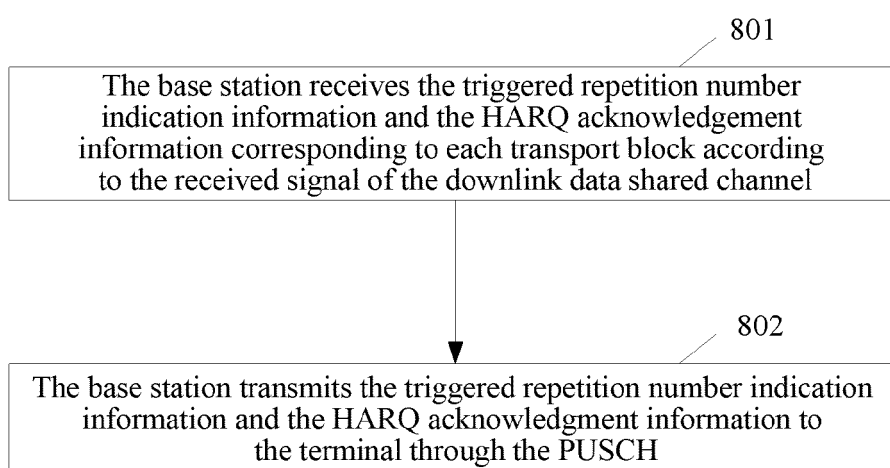 801
The base station receives the triggered repetition number
indication information and the HARQ acknowledgement
information corresponding to each transport block according
to the received signal of the downlink data shared channel
802
The base station transmits the triggered repetition number indication
information and the HARQ acknowledgment information to
the terminal through the PUSCH